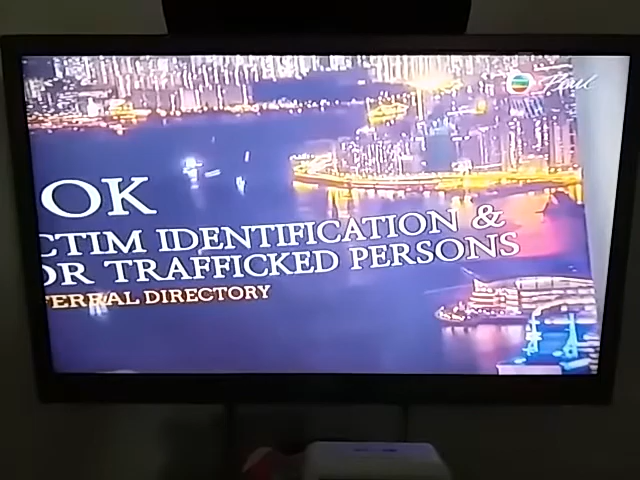 Pearl
OK
CTIM IDENTIFICATION &
OR TRAFFICKED PERSONS
FERRAL DIRECTORY